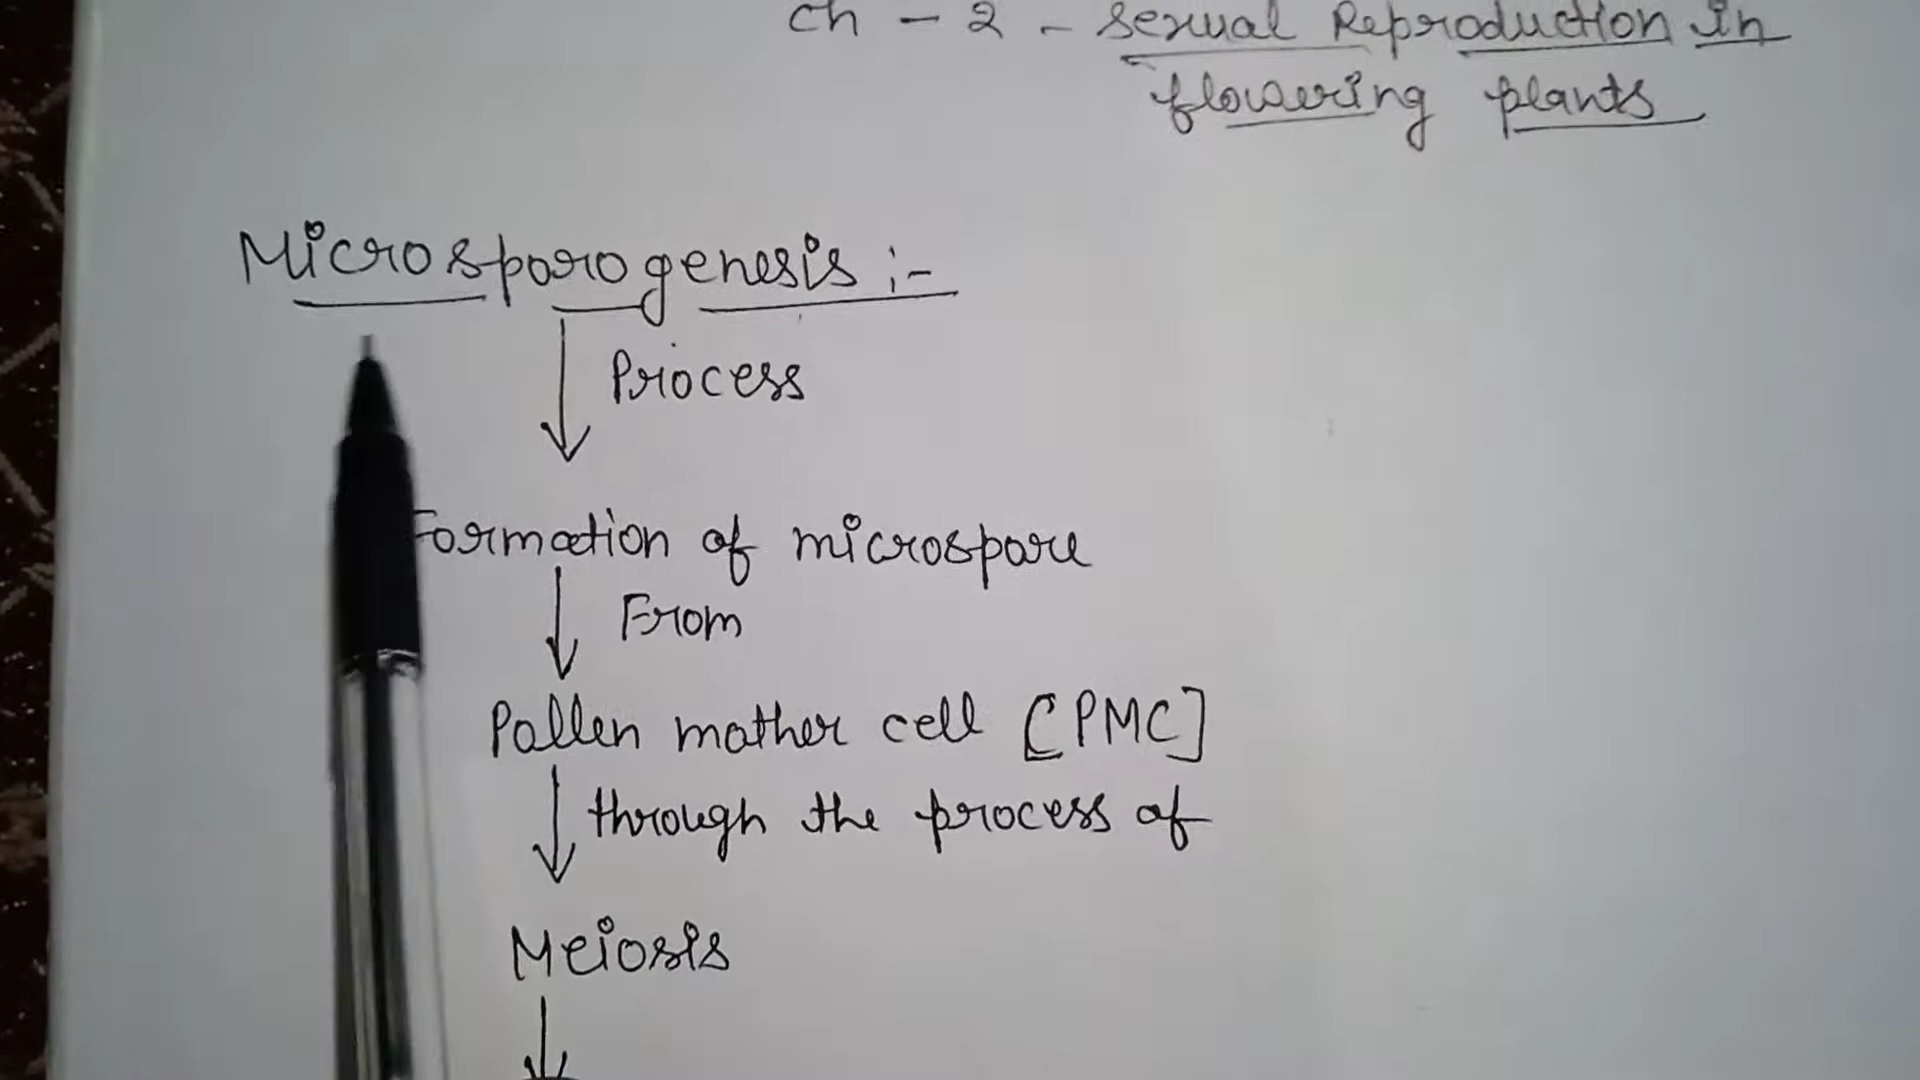 Ch - 2 - Sexual Reproduction in
flowering plants
Microsporogenesis :-
Process
Formation of microspore
From
Pollen mother cell [PMC]
through the process of
Meiosis